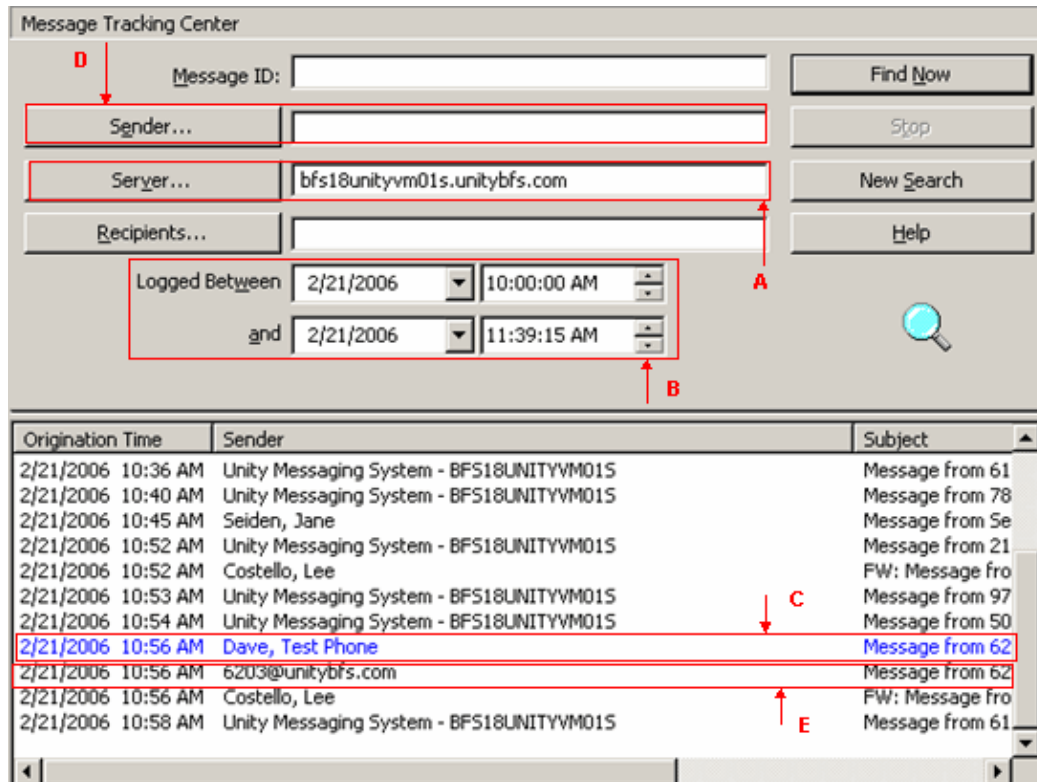 Message Tracking Center
D
Message ID: Find Now
Sender... Stop
Server... bfs18unityvm01s.unitybfs.com New Search
Recipients... Help
A
Logged Between 2/21/2006 10:00:00 AM
and 2/21/2006 11:39:15 AM
B
Origination Time Sender Subject
2/21/2006 10:36 AM Unity Messaging System - BFS18UNITYVM01S Message from 61
2/21/2006 10:40 AM Unity Messaging System - BFS18UNITYVM01S Message from 78
2/21/2006 10:45 AM Seiden, Jane Message from Se
2/21/2006 10:52 AM Unity Messaging System - BFS18UNITYVM01S Message from 21
2/21/2006 10:52 AM Costello, Lee FW: Message fro
2/21/2006 10:53 AM Unity Messaging System - BFS18UNITYVM01S Message from 97
C
2/21/2006 10:54 AM Unity Messaging System - BFS18UNITYVM01S Message from 50
2/21/2006 10:56 AM Dave, Test Phone Message from 62
2/21/2006 10:56 AM 6203@unitybfs.com Message from 62
2/21/2006 10:56 AM Costello, Lee FW: Message fro
2/21/2006 10:58 AM Unity Messaging System - BFS18UNITYVM01S Message from 61
E